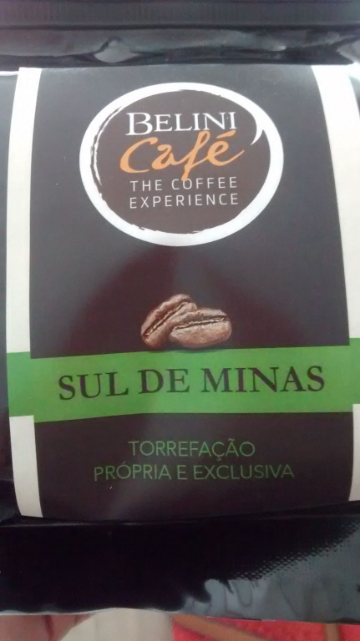 BELINI
Café
THE COFFEE
EXPERIENCE
SUL DE MINAS
TORREFAÇÃO
PRÓPRIA E EXCLUSIVA